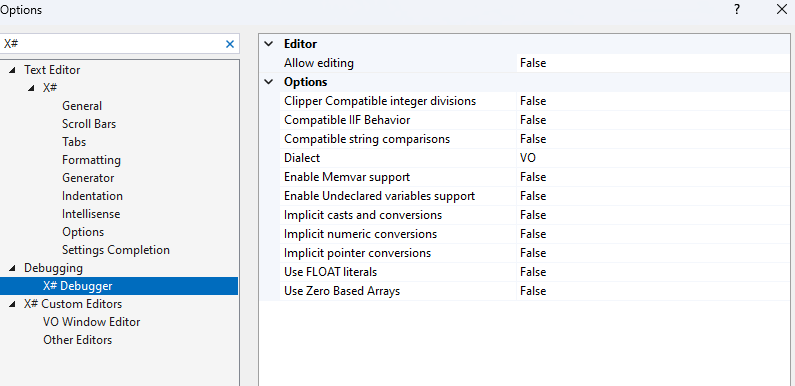 Options
?
X#
Text Editor
X#
General
Scroll Bars
Tabs
Formatting
Generator
Indentation
Intellisense
Options
Settings Completion
Debugging
X# Debugger
X# Custom Editors
VO Window Editor
Other Editors
Editor
Allow editing False
Options
Clipper Compatible integer divisions False
Compatible IIF Behavior False
Compatible string comparisons False
Dialect VO
Enable Memvar support False
Enable Undeclared variables support False
Implicit casts and conversions False
Implicit numeric conversions False
Implicit pointer conversions False
Use FLOAT literals False
Use Zero Based Arrays False